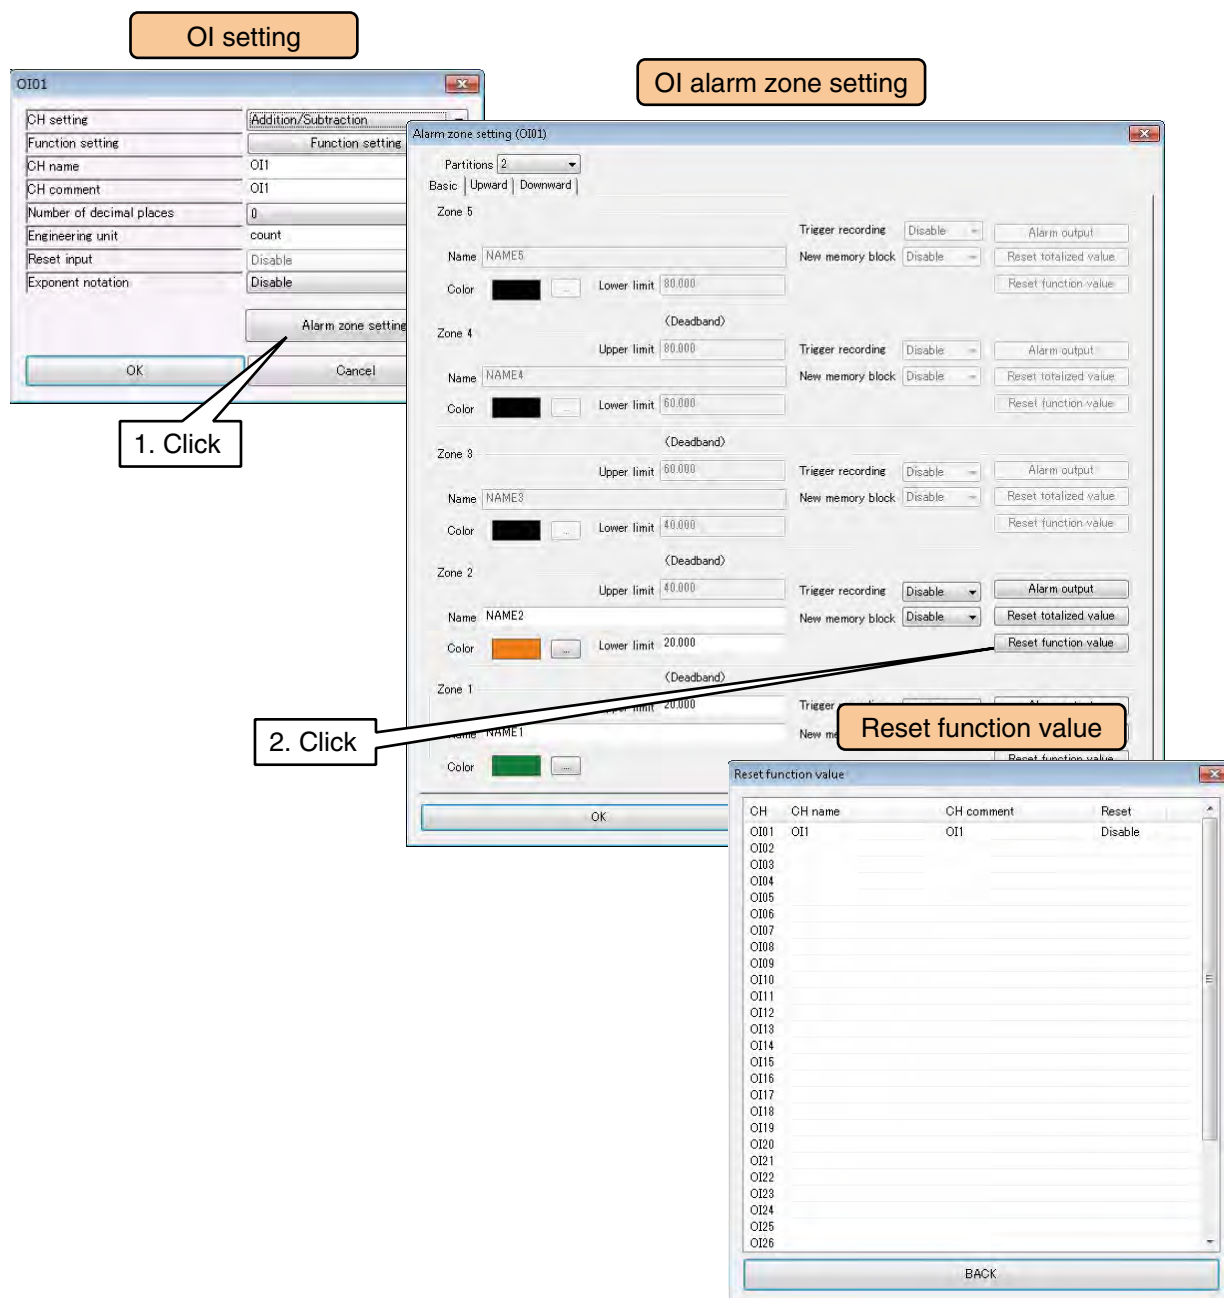 OI setting
OI01
CH setting Addition/Subtraction
Function setting Function setting
CH name OI1
CH comment OI1
Number of decimal places 0
Engineering unit count
Reset input Disable
Exponent notation Disable
Alarm zone setting
OK Cancel
1. Click
OI alarm zone setting
Alarm zone setting (OI01)
Partitions 2
Basic Upward Downward
Zone 5
Trigger recording Disable Alarm output
Name NAME5 New memory block Disable Reset totalized value
Color ... Lower limit 80.000 Reset function value
(Deadband)
Zone 4
Upper limit 80.000 Trigger recording Disable Alarm output
Name NAME4 New memory block Disable Reset totalized value
Color ... Lower limit 60.000 Reset function value
(Deadband)
Zone 3
Upper limit 60.000 Trigger recording Disable Alarm output
Name NAME3 New memory block Disable Reset totalized value
Color ... Lower limit 40.000 Reset function value
(Deadband)
Zone 2
Upper limit 40.000 Trigger recording Disable Alarm output
Name NAME2 New memory block Disable Reset totalized value
Color ... Lower limit 20.000 Reset function value
(Deadband)
Zone 1
Upper limit 20.000
Name NAME1
Color ... Reset function value
OK
2. Click
Reset function value
Reset function value
CH CH name CH comment Reset
OI01 OI1 OI1 Disable
OI02
OI03
OI04
OI05
OI06
OI07
OI08
OI09
OI10
OI11
OI12
OI13
OI14
OI15
OI16
OI17
OI18
OI19
OI20
OI21
OI22
OI23
OI24
OI25
OI26
BACK